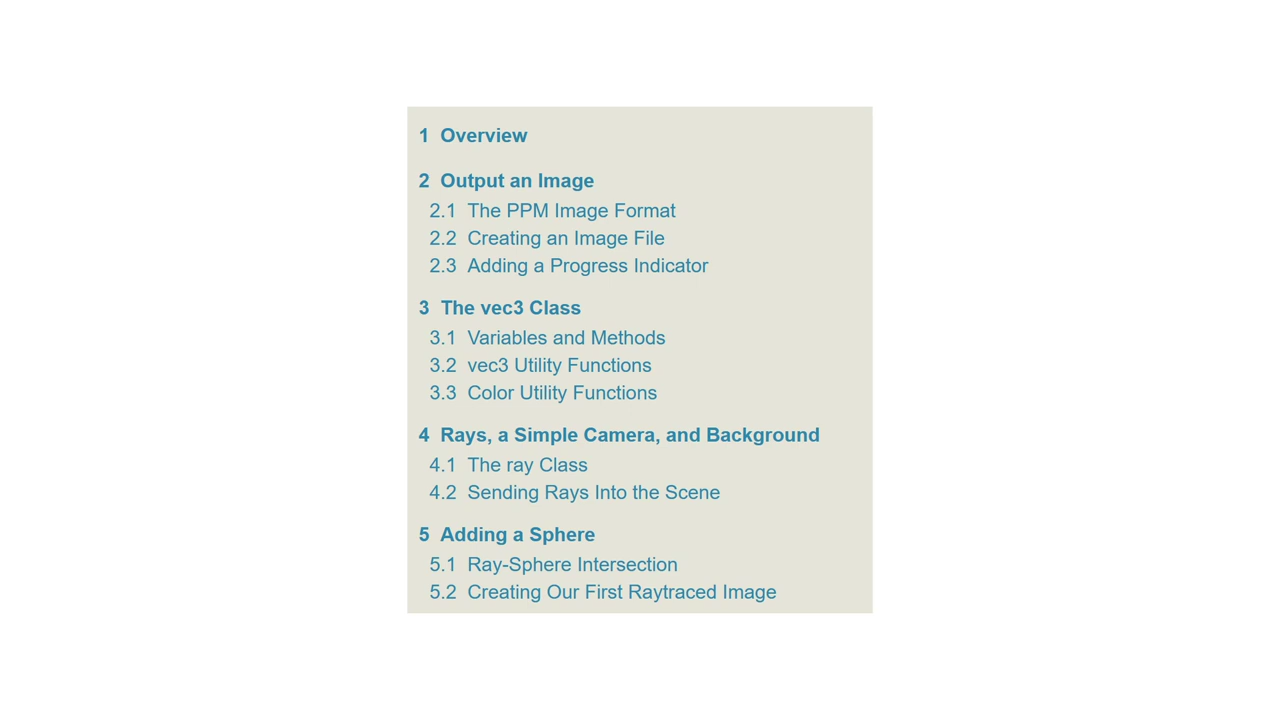 1 Overview
2 Output an Image
2.1 The PPM Image Format
2.2 Creating an Image File
2.3 Adding a Progress Indicator
3 The vec3 Class
3.1 Variables and Methods
3.2 vec3 Utility Functions
3.3 Color Utility Functions
4 Rays, a Simple Camera, and Background
4.1 The ray Class
4.2 Sending Rays Into the Scene
5 Adding a Sphere
5.1 Ray-Sphere Intersection
5.2 Creating Our First Raytraced Image